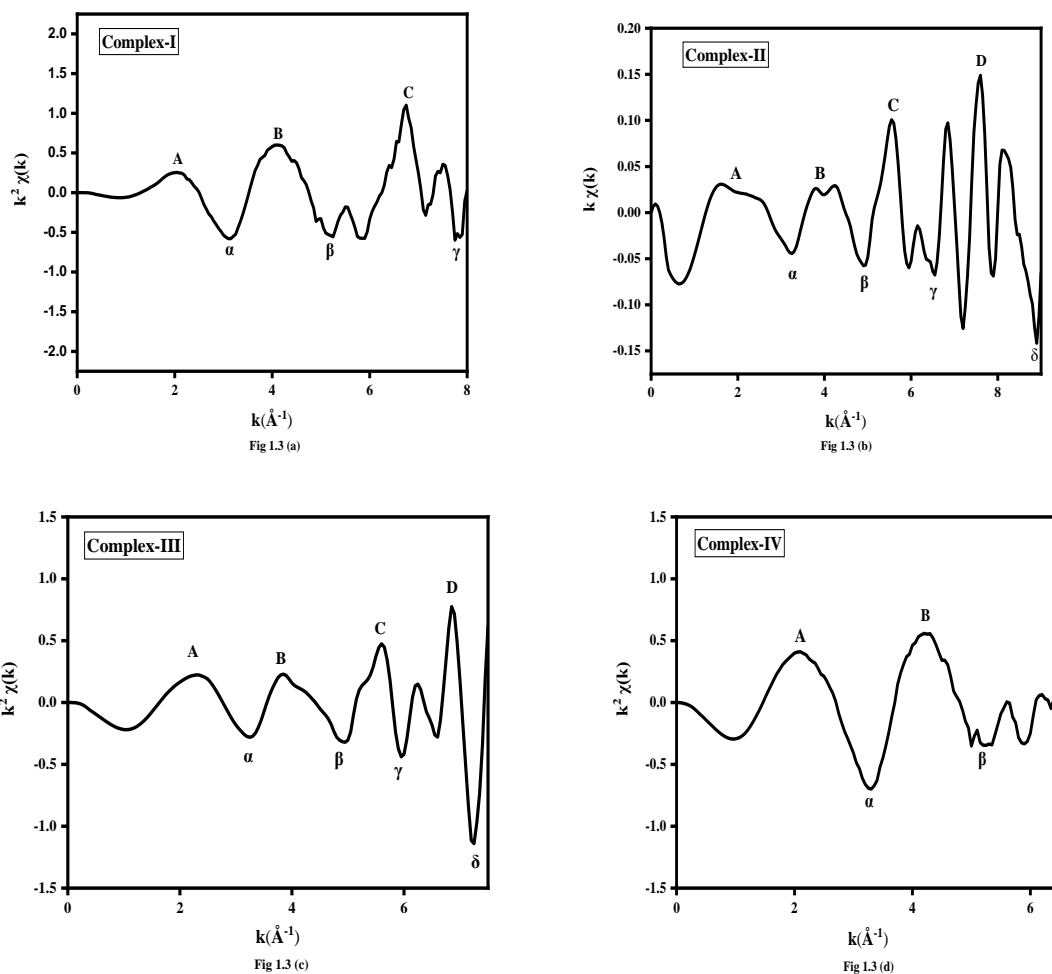 Complex-I
2.0
1.0
0.5
0.0
-0.5
-1.0
-1.5
-2.0
k² χ(k)
A
B
C
α
β
γ
0 2 4 6 8
k(Å⁻¹)
Fig 1.3 (a)
Complex-II
0.20
0.15
0.10
0.05
0.00
-0.05
-0.10
-0.15
k χ(k)
A
B
C
D
α
β
γ
δ
0 2 4 6 8
k(Å⁻¹)
Fig 1.3 (b)
Complex-III
1.5
1.0
0.5
0.0
-0.5
-1.0
-1.5
k² χ(k)
A
B
C
D
α
β
γ
δ
0 2 4 6
k(Å⁻¹)
Fig 1.3 (c)
Complex-IV
1.5
1.0
0.5
0.0
-0.5
-1.0
-1.5
k² χ(k)
A
B
α
β
0 2 4 6
k(Å⁻¹)
Fig 1.3 (d)